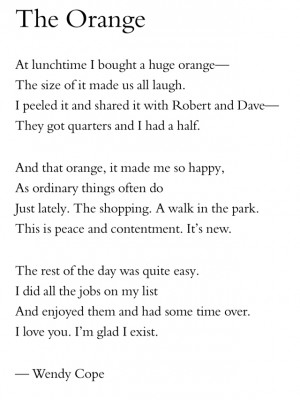 The Orange
At lunchtime I bought a huge orange—
The size of it made us all laugh.
I peeled it and shared it with Robert and Dave—
They got quarters and I had a half.
And that orange, it made me so happy,
As ordinary things often do
Just lately. The shopping. A walk in the park.
This is peace and contentment. It’s new.
The rest of the day was quite easy.
I did all the jobs on my list
And enjoyed them and had some time over.
I love you. I’m glad I exist.
— Wendy Cope